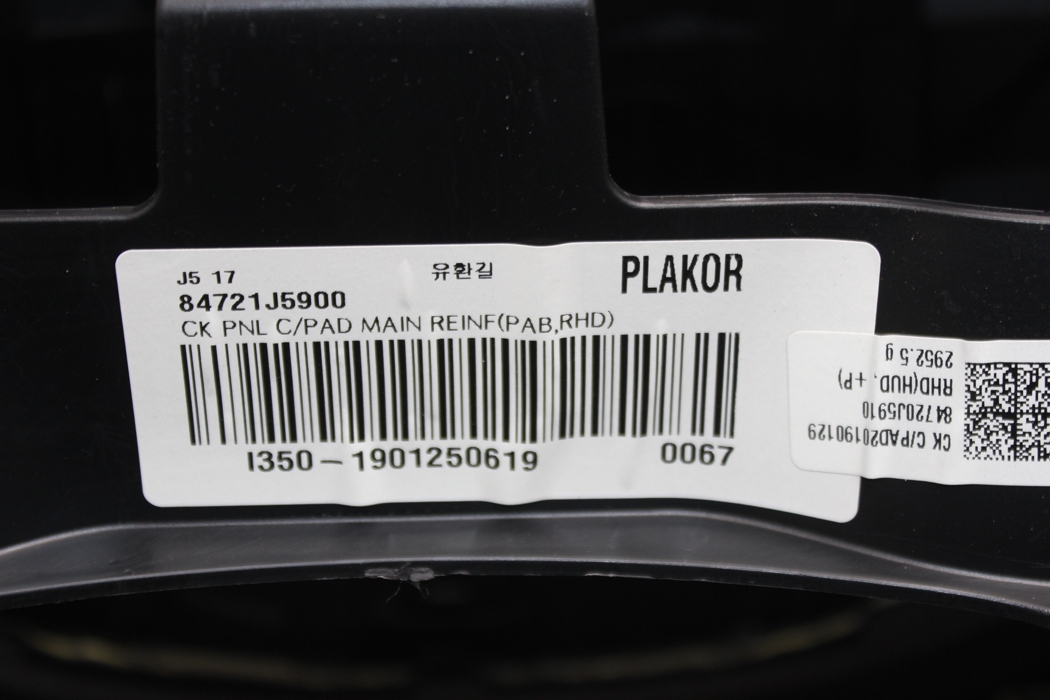 J5 17
유환길
PLAKOR
84721J5900
CK PNL C/PAD MAIN REINF(PAB,RHD)
I350-1901250619
0067
CK C/PAD20190129
84720J5910
RHD(HUD, +P)
2952.5 g